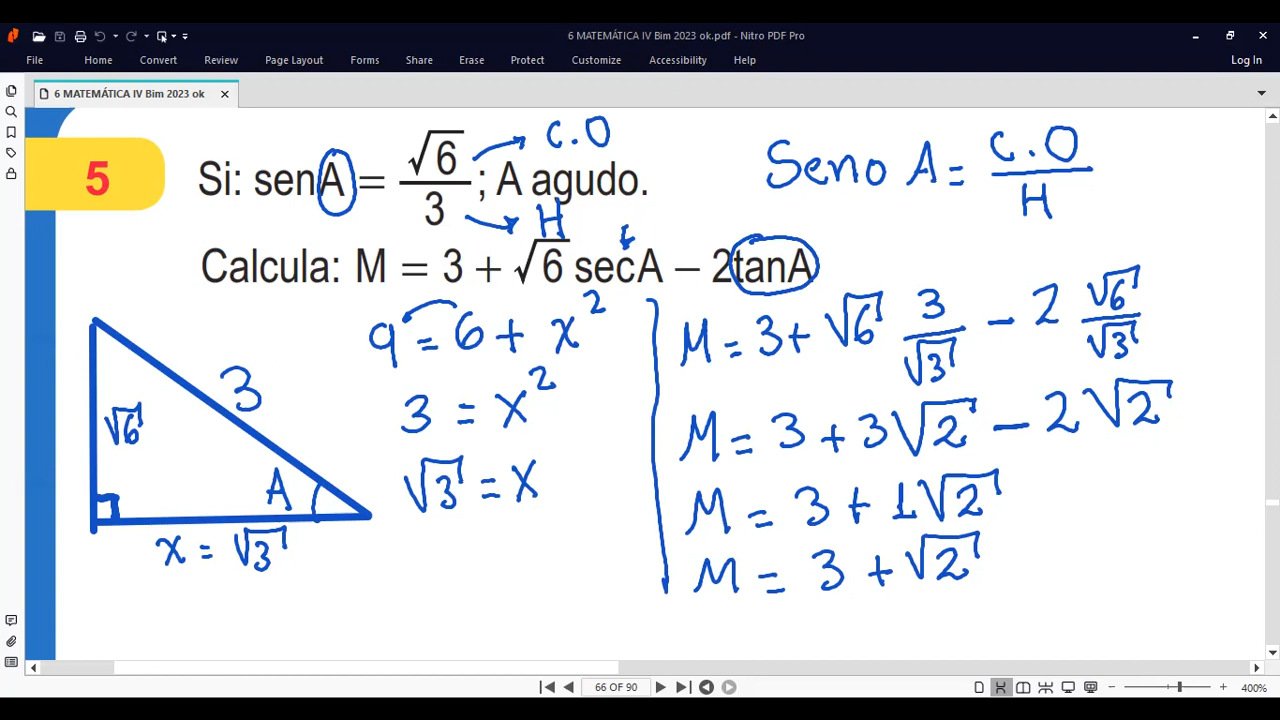 6 MATEMÁTICA IV Bim 2023 ok.pdf - Nitro PDF Pro
File Home Convert Review Page Layout Forms Share Erase Protect Customize Accessibility Help Log In
6 MATEMÁTICA IV Bim 2023 ok
5
Si: senA = √6/3 ; A agudo.
C.O
H
Seno A = C.O/H
Calcula: M = 3 + √6 secA − 2tanA
√6
3
A
x = √3
9 = 6 + x²
3 = x²
√3 = x
M = 3 + √6 3/√3 − 2 √6/√3
M = 3 + 3√2 − 2√2
M = 3 + 1√2
M = 3 + √2
66 OF 90
400%